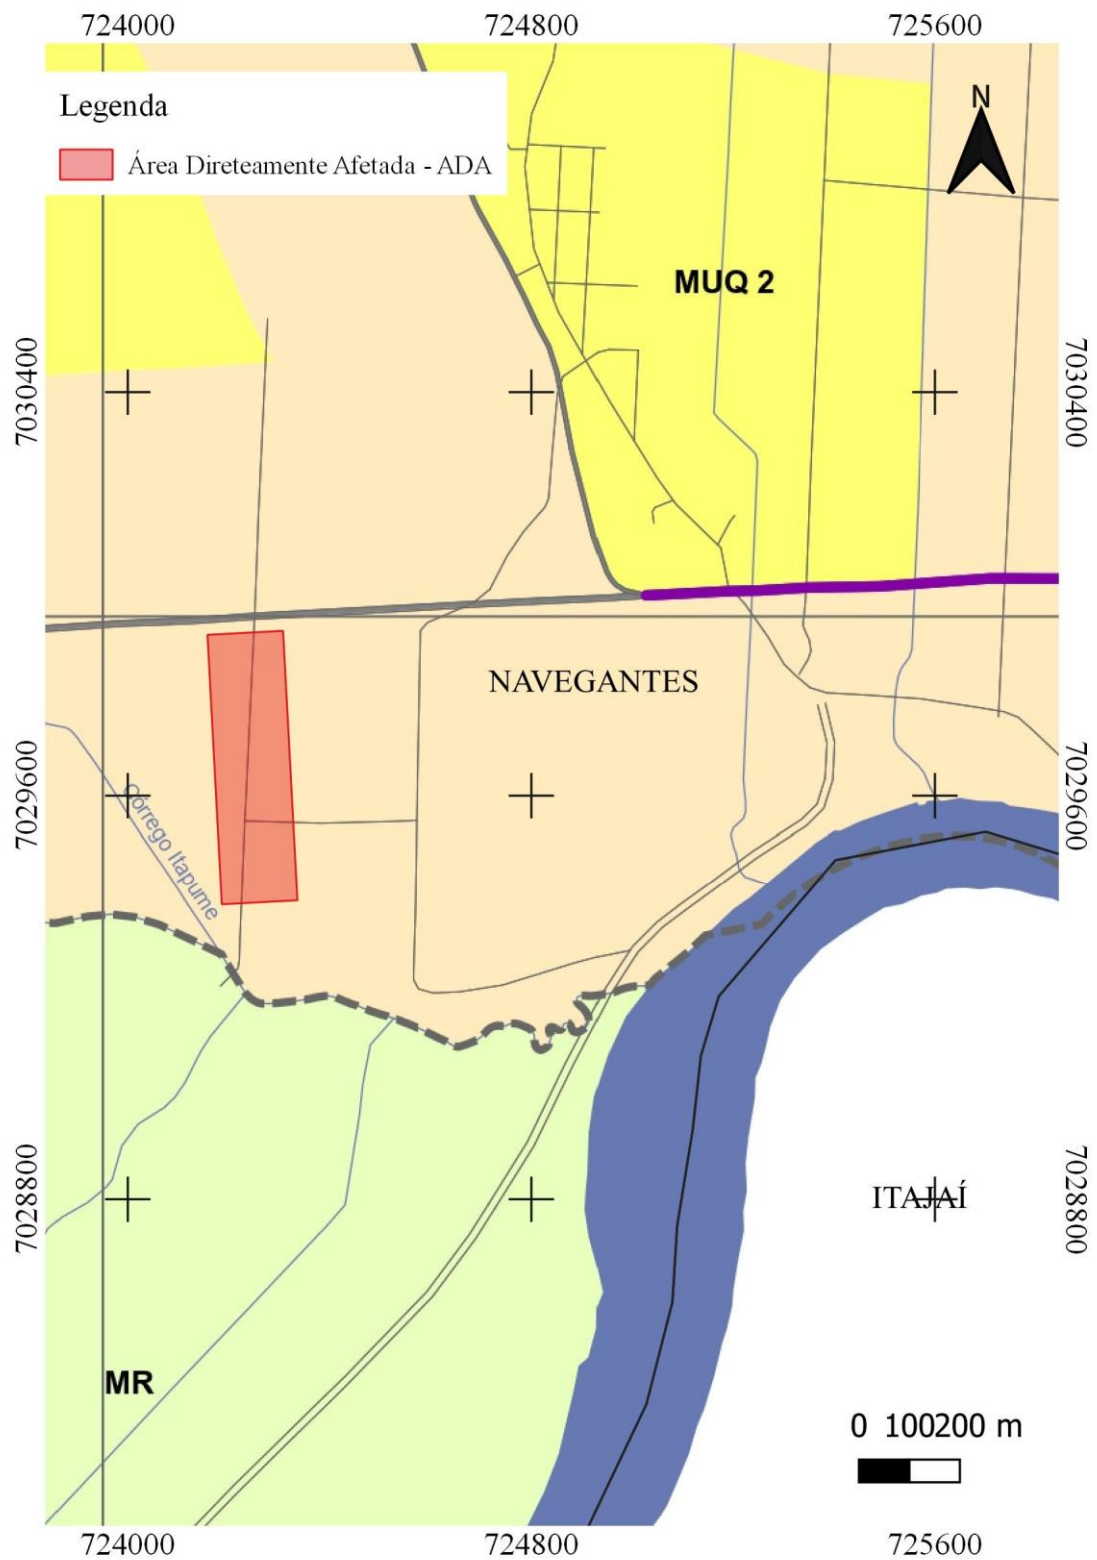 724000 724800 725600
Legenda
Área Direteamente Afetada - ADA
N
MUQ 2
7030400 7030400
NAVEGANTES
7029600 7029600
Córrego Itapume
7028800 7028800
ITAJAÍ
MR
0 100200 m
724000 724800 725600